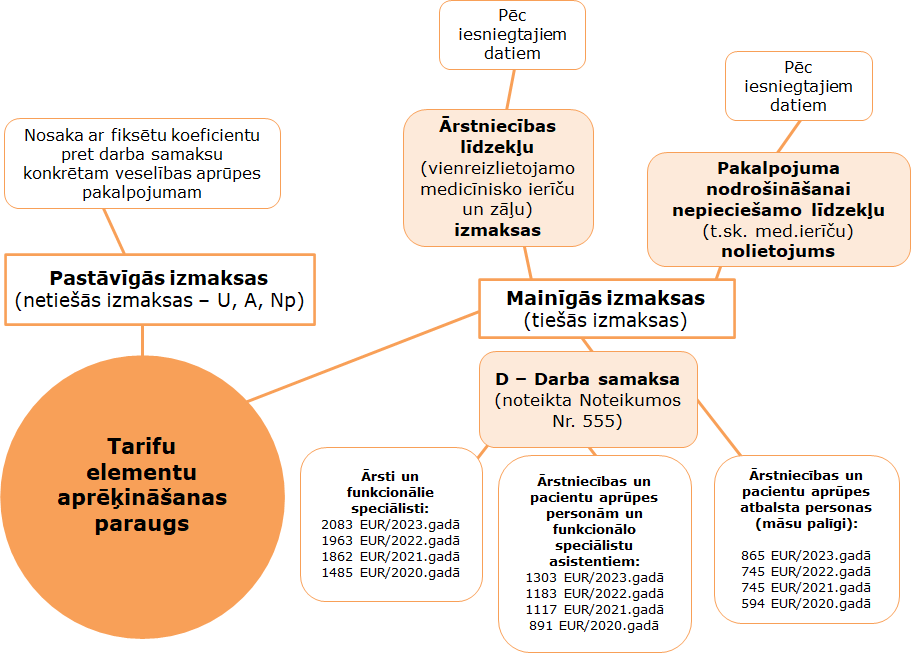 Pēc
iesniegtajiem
datiem
Pēc
iesniegtajiem
datiem
Nosaka ar fiksētu koeficientu
pret darba samaksu
konkrētam veselības aprūpes
pakalpojumam
Ārstniecības
līdzekļu
(vienreizlietojamo
medicīnisko ierīču
un zāļu)
izmaksas
Pakalpojuma
nodrošināšanai
nepieciešamo līdzekļu
(t.sk. med.ierīču)
nolietojums
Pastāvīgās izmaksas
(netiešās izmaksas – U, A, Np)
Mainīgās izmaksas
(tiešās izmaksas)
D – Darba samaksa
(noteikta Noteikumos
Nr. 555)
Tarifu
elementu
aprēķināšanas
paraugs
Ārsti un
funkcionālie
speciālisti:
2083 EUR/2023.gadā
1963 EUR/2022.gadā
1862 EUR/2021.gadā
1485 EUR/2020.gadā
Ārstniecības un
pacientu aprūpes
personām un
funkcionālo
speciālistu
asistentiem:
1303 EUR/2023.gadā
1183 EUR/2022.gadā
1117 EUR/2021.gadā
891 EUR/2020.gadā
Ārstniecības un
pacientu aprūpes
atbalsta personas
(māsu palīgi):
865 EUR/2023.gadā
745 EUR/2022.gadā
745 EUR/2021.gadā
594 EUR/2020.gadā